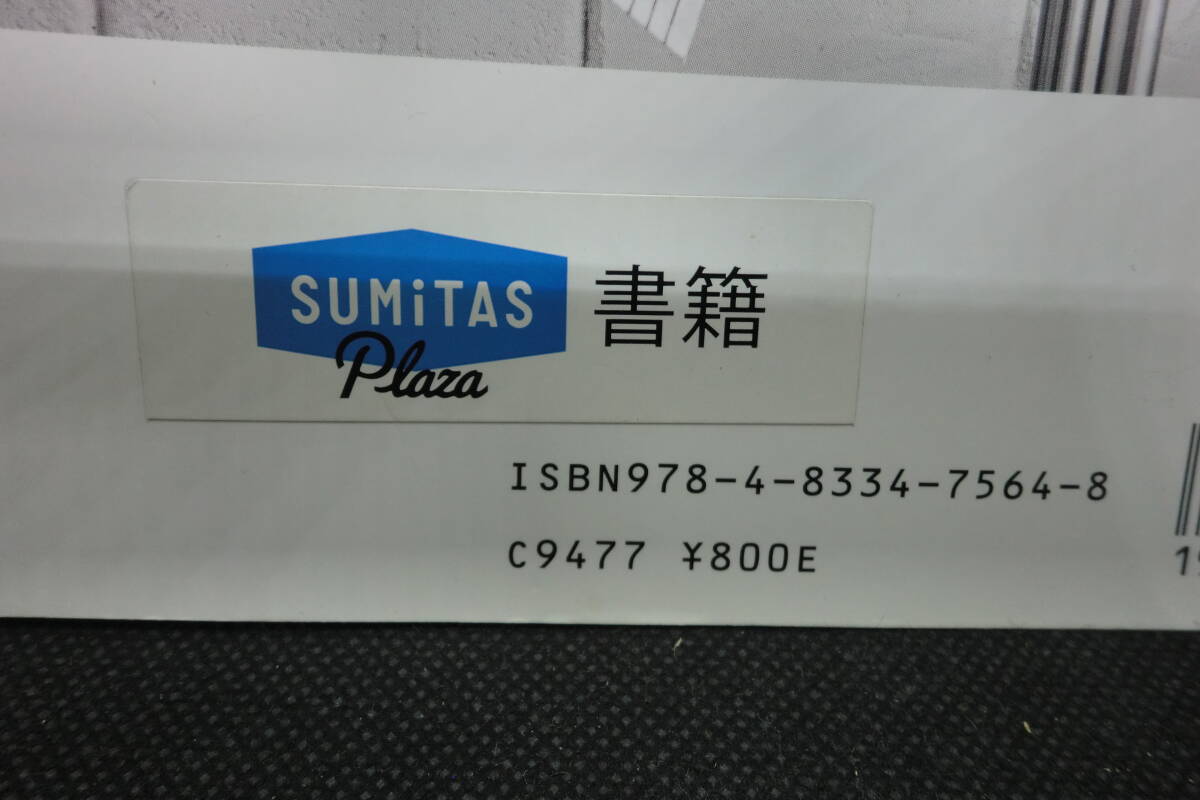 SUMiTAS
Plaza
書籍
ISBN978-4-8334-7564-8
C9477 ¥800E